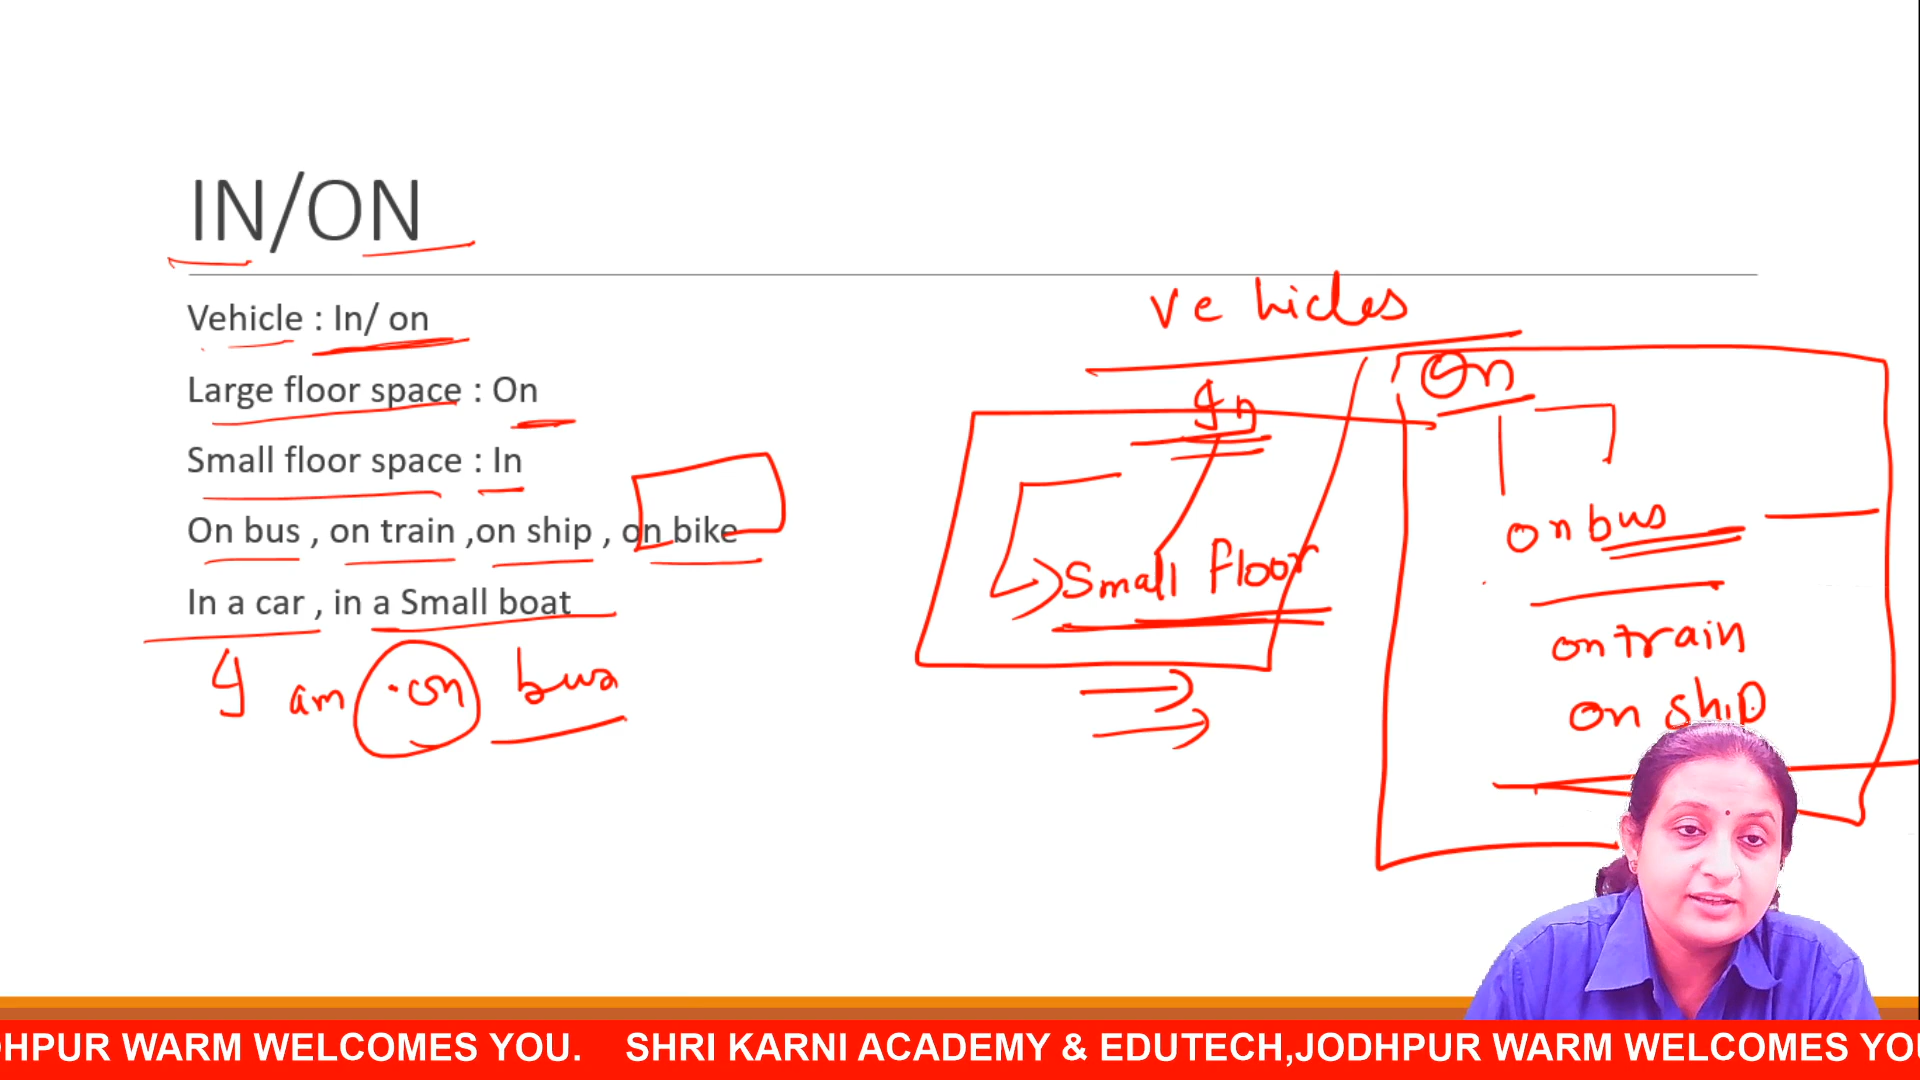 IN/ON
Vehicle : In/ on
Large floor space : On
Small floor space : In
On bus , on train ,on ship , on bike
In a car , in a Small boat
I am on bus
Vehicles
In
On
Small floor
on bus
on train
on ship
DHPUR WARM WELCOMES YOU. SHRI KARNI ACADEMY & EDUTECH,JODHPUR WARM WELCOMES YO